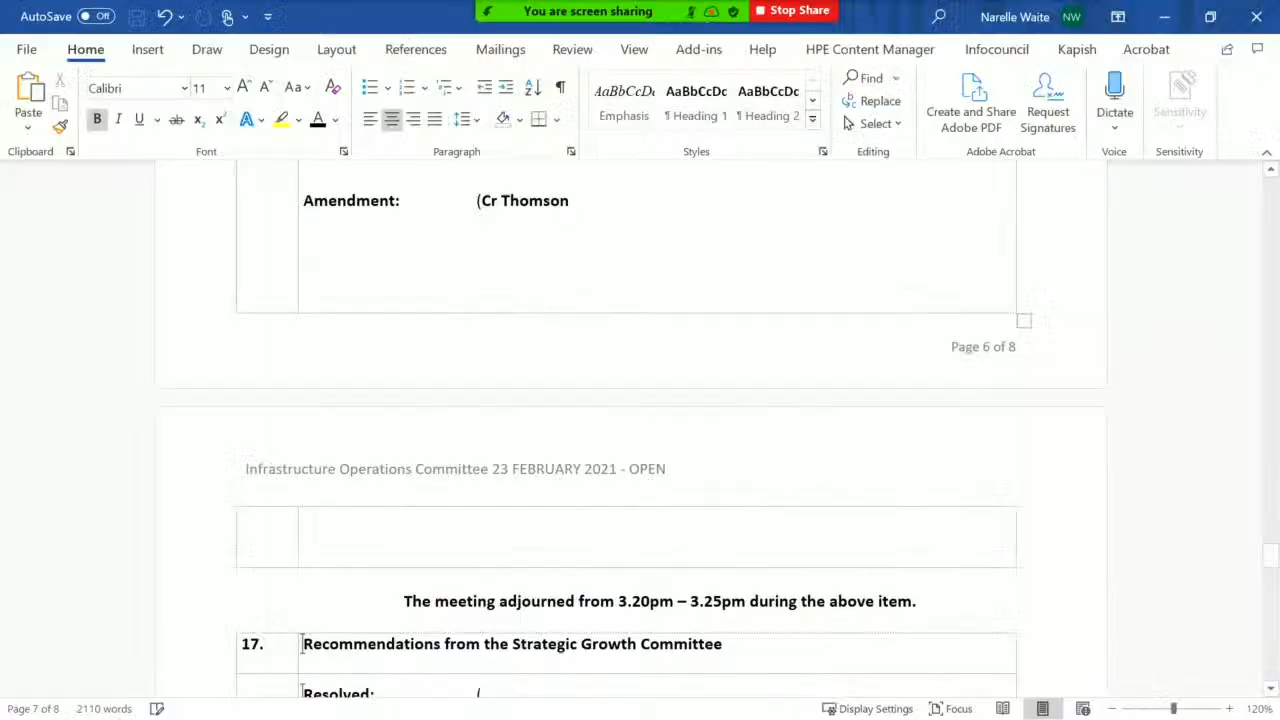 AutoSave Off You are screen sharing Stop Share Narelle Waite NW
File Home Insert Draw Design Layout References Mailings Review View Add-ins Help HPE Content Manager Infocouncil Kapish Acrobat
Calibri 11 Aa AaBbCcDc AaBbCcDc AaBbCcDc Find
Paste B I U ab x₂ x² A A Emphasis ¶ Heading 1 ¶ Heading 2 Replace Create and Share Adobe PDF Request Signatures Dictate Sensitivity
Select
Clipboard Font Paragraph Styles Editing Adobe Acrobat Voice Sensitivity
Amendment: (Cr Thomson
Page 6 of 8
Infrastructure Operations Committee 23 FEBRUARY 2021 - OPEN
The meeting adjourned from 3.20pm – 3.25pm during the above item.
17. Recommendations from the Strategic Growth Committee
Resolved: (
Page 7 of 8 2110 words Display Settings Focus 120%